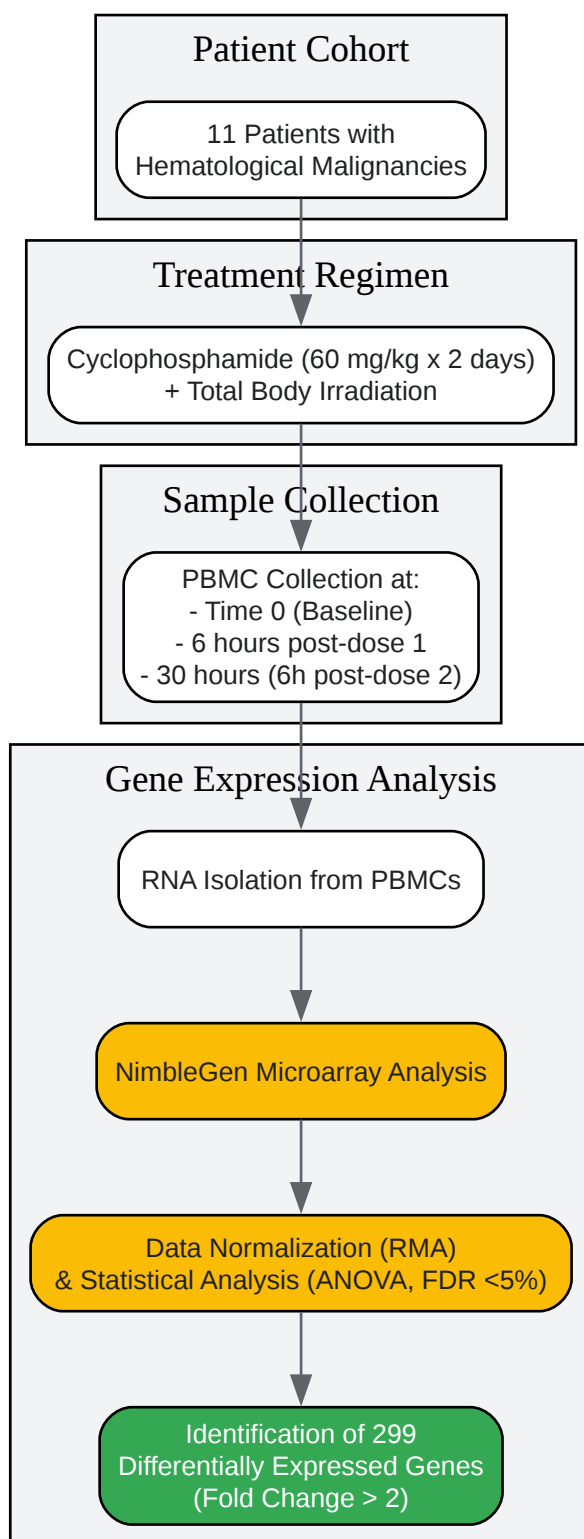 Patient Cohort
11 Patients with
Hematological Malignancies
Treatment Regimen
Cyclophosphamide (60 mg/kg x 2 days)
+ Total Body Irradiation
Sample Collection
PBMC Collection at:
- Time 0 (Baseline)
- 6 hours post-dose 1
- 30 hours (6h post-dose 2)
Gene Expression Analysis
RNA Isolation from PBMCs
NimbleGen Microarray Analysis
Data Normalization (RMA)
& Statistical Analysis (ANOVA, FDR <5%)
Identification of 299
Differentially Expressed Genes
(Fold Change > 2)